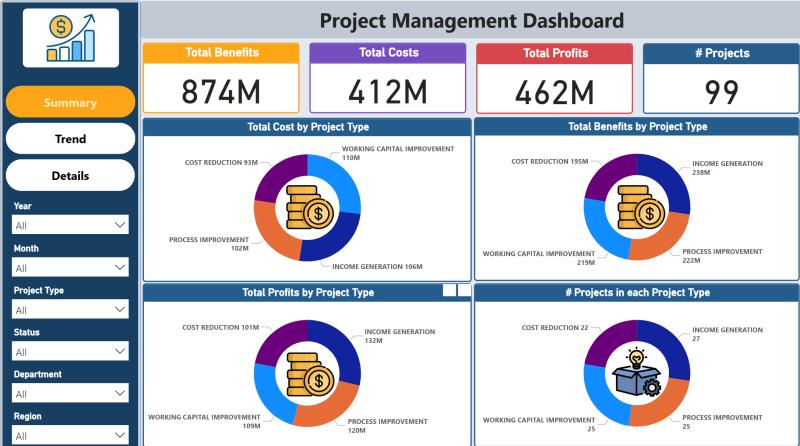 Project Management Dashboard
Total Benefits
874M
Total Costs
412M
Total Profits
462M
# Projects
99
Summary
Trend
Details
Year
All
Month
All
Project Type
All
Status
All
Department
All
Region
All
Total Cost by Project Type
WORKING CAPITAL IMPROVEMENT
110M
COST REDUCTION 93M
PROCESS IMPROVEMENT
102M
INCOME GENERATION 106M
Total Benefits by Project Type
COST REDUCTION 195M
INCOME GENERATION
238M
WORKING CAPITAL IMPROVEMENT
219M
PROCESS IMPROVEMENT
222M
Total Profits by Project Type
COST REDUCTION 101M
INCOME GENERATION
132M
WORKING CAPITAL IMPROVEMENT
109M
PROCESS IMPROVEMENT
120M
# Projects in each Project Type
COST REDUCTION 22
INCOME GENERATION
27
WORKING CAPITAL IMPROVEMENT
25
PROCESS IMPROVEMENT
25